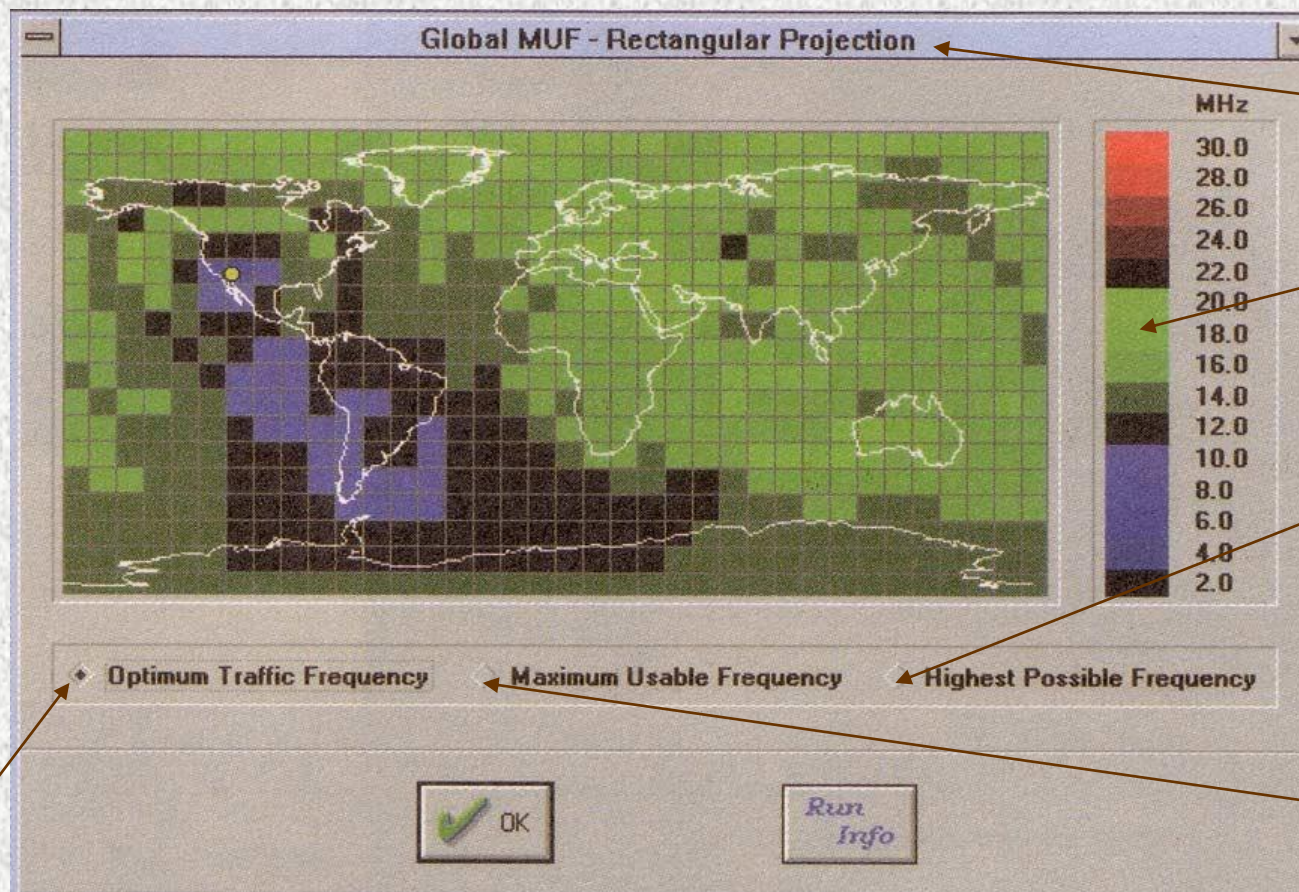 Global MUF - Rectangular Projection
MHz
30.0
28.0
26.0
24.0
22.0
20.0
18.0
16.0
14.0
12.0
10.0
8.0
6.0
4.0
2.0
Optimum Traffic Frequency
Maximum Usable Frequency
Highest Possible Frequency
OK
Run
Info